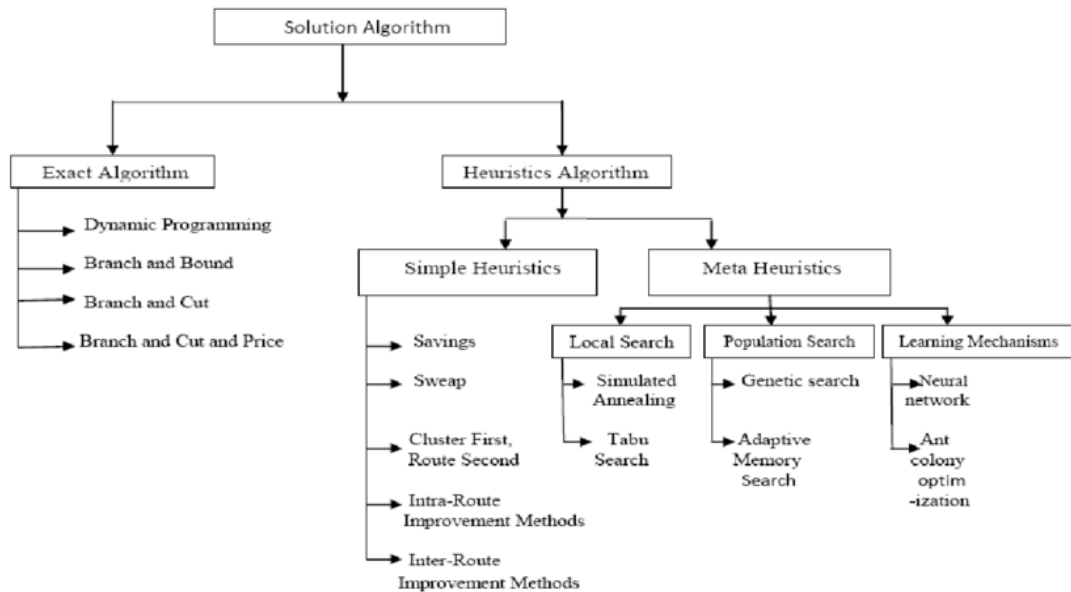 Solution Algorithm
Exact Algorithm
Heuristics Algorithm
Dynamic Programming
Branch and Bound
Branch and Cut
Branch and Cut and Price
Simple Heuristics
Meta Heuristics
Savings
Sweap
Cluster First,
Route Second
Intra-Route
Improvement Methods
Inter-Route
Improvement Methods
Local Search
Population Search
Learning Mechanisms
Simulated
Annealing
Tabu
Search
Genetic search
Adaptive
Memory
Search
Neural
network
Ant
colony
optim
-ization